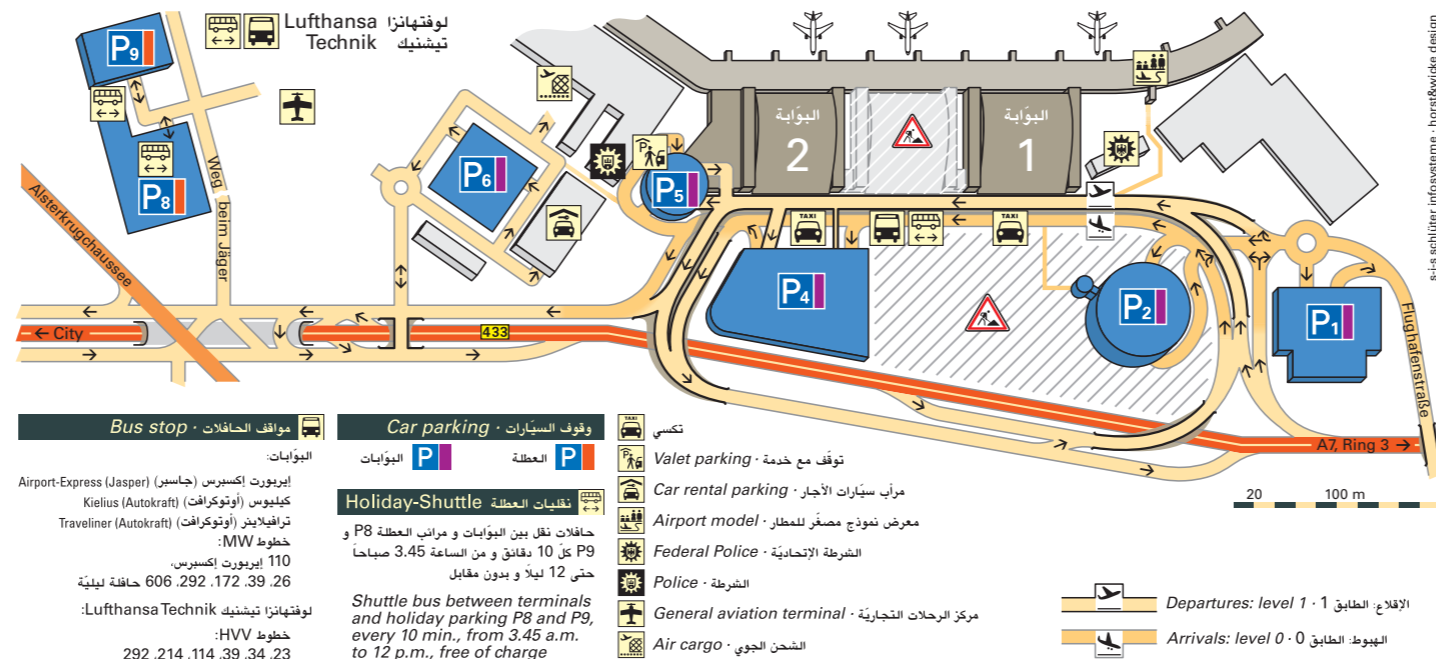 P9
P8
Lufthansa لوفتهانزا
Technik تيشنيك
P6
P5
P
البوّابة
2
البوّابة
1
TAXI
TAXI
P4
P2
P1
Weg beim Jäger
Alsterkrugchaussee
← City
433
Flughafenstraße
A7, Ring 3 →
20 100 m
s-i-s schlüter infosysteme · horst&wicke design
مواقف الحافلات · Bus stop
البوّابات:
إيربورت إكسبرس (جاسبر) Airport-Express (Jasper)
كيليوس (أوتوكرافت) Kielius (Autokraft)
ترافيلاينر (أوتوكرافت) Traveliner (Autokraft)
خطوط MW:
110 إيربورت إكسبرس،
26، 39، 172، 292، 606 حافلة ليليّة
لوفتهانزا تيشنيك Lufthansa Technik:
خطوط HVV:
23، 34، 39، 114، 214، 292
وقوف السيّارات · Car parking
P العطلة
P البوّابات
نقليات العطلة Holiday-Shuttle
حافلات نقل بين البوّابات و مرائب العطلة P8 و
P9 كلّ 10 دقائق و من الساعة 3.45 صباحاً
حتى 12 ليلًا و بدون مقابل
Shuttle bus between terminals
and holiday parking P8 and P9,
every 10 min., from 3.45 a.m.
to 12 p.m., free of charge
TAXI تكسي
توقّف مع خدمة · Valet parking
مرآب سيّارات الأجار · Car rental parking
معرض نموذج مصغّر للمطار · Airport model
الشرطة الإتحاديّة · Federal Police
الشرطة · Police
مركز الرحلات التجاريّة · General aviation terminal
الشحن الجوي · Air cargo
الإقلاع: الطابق 1 · Departures: level 1
الهبوط: الطابق 0 · Arrivals: level 0